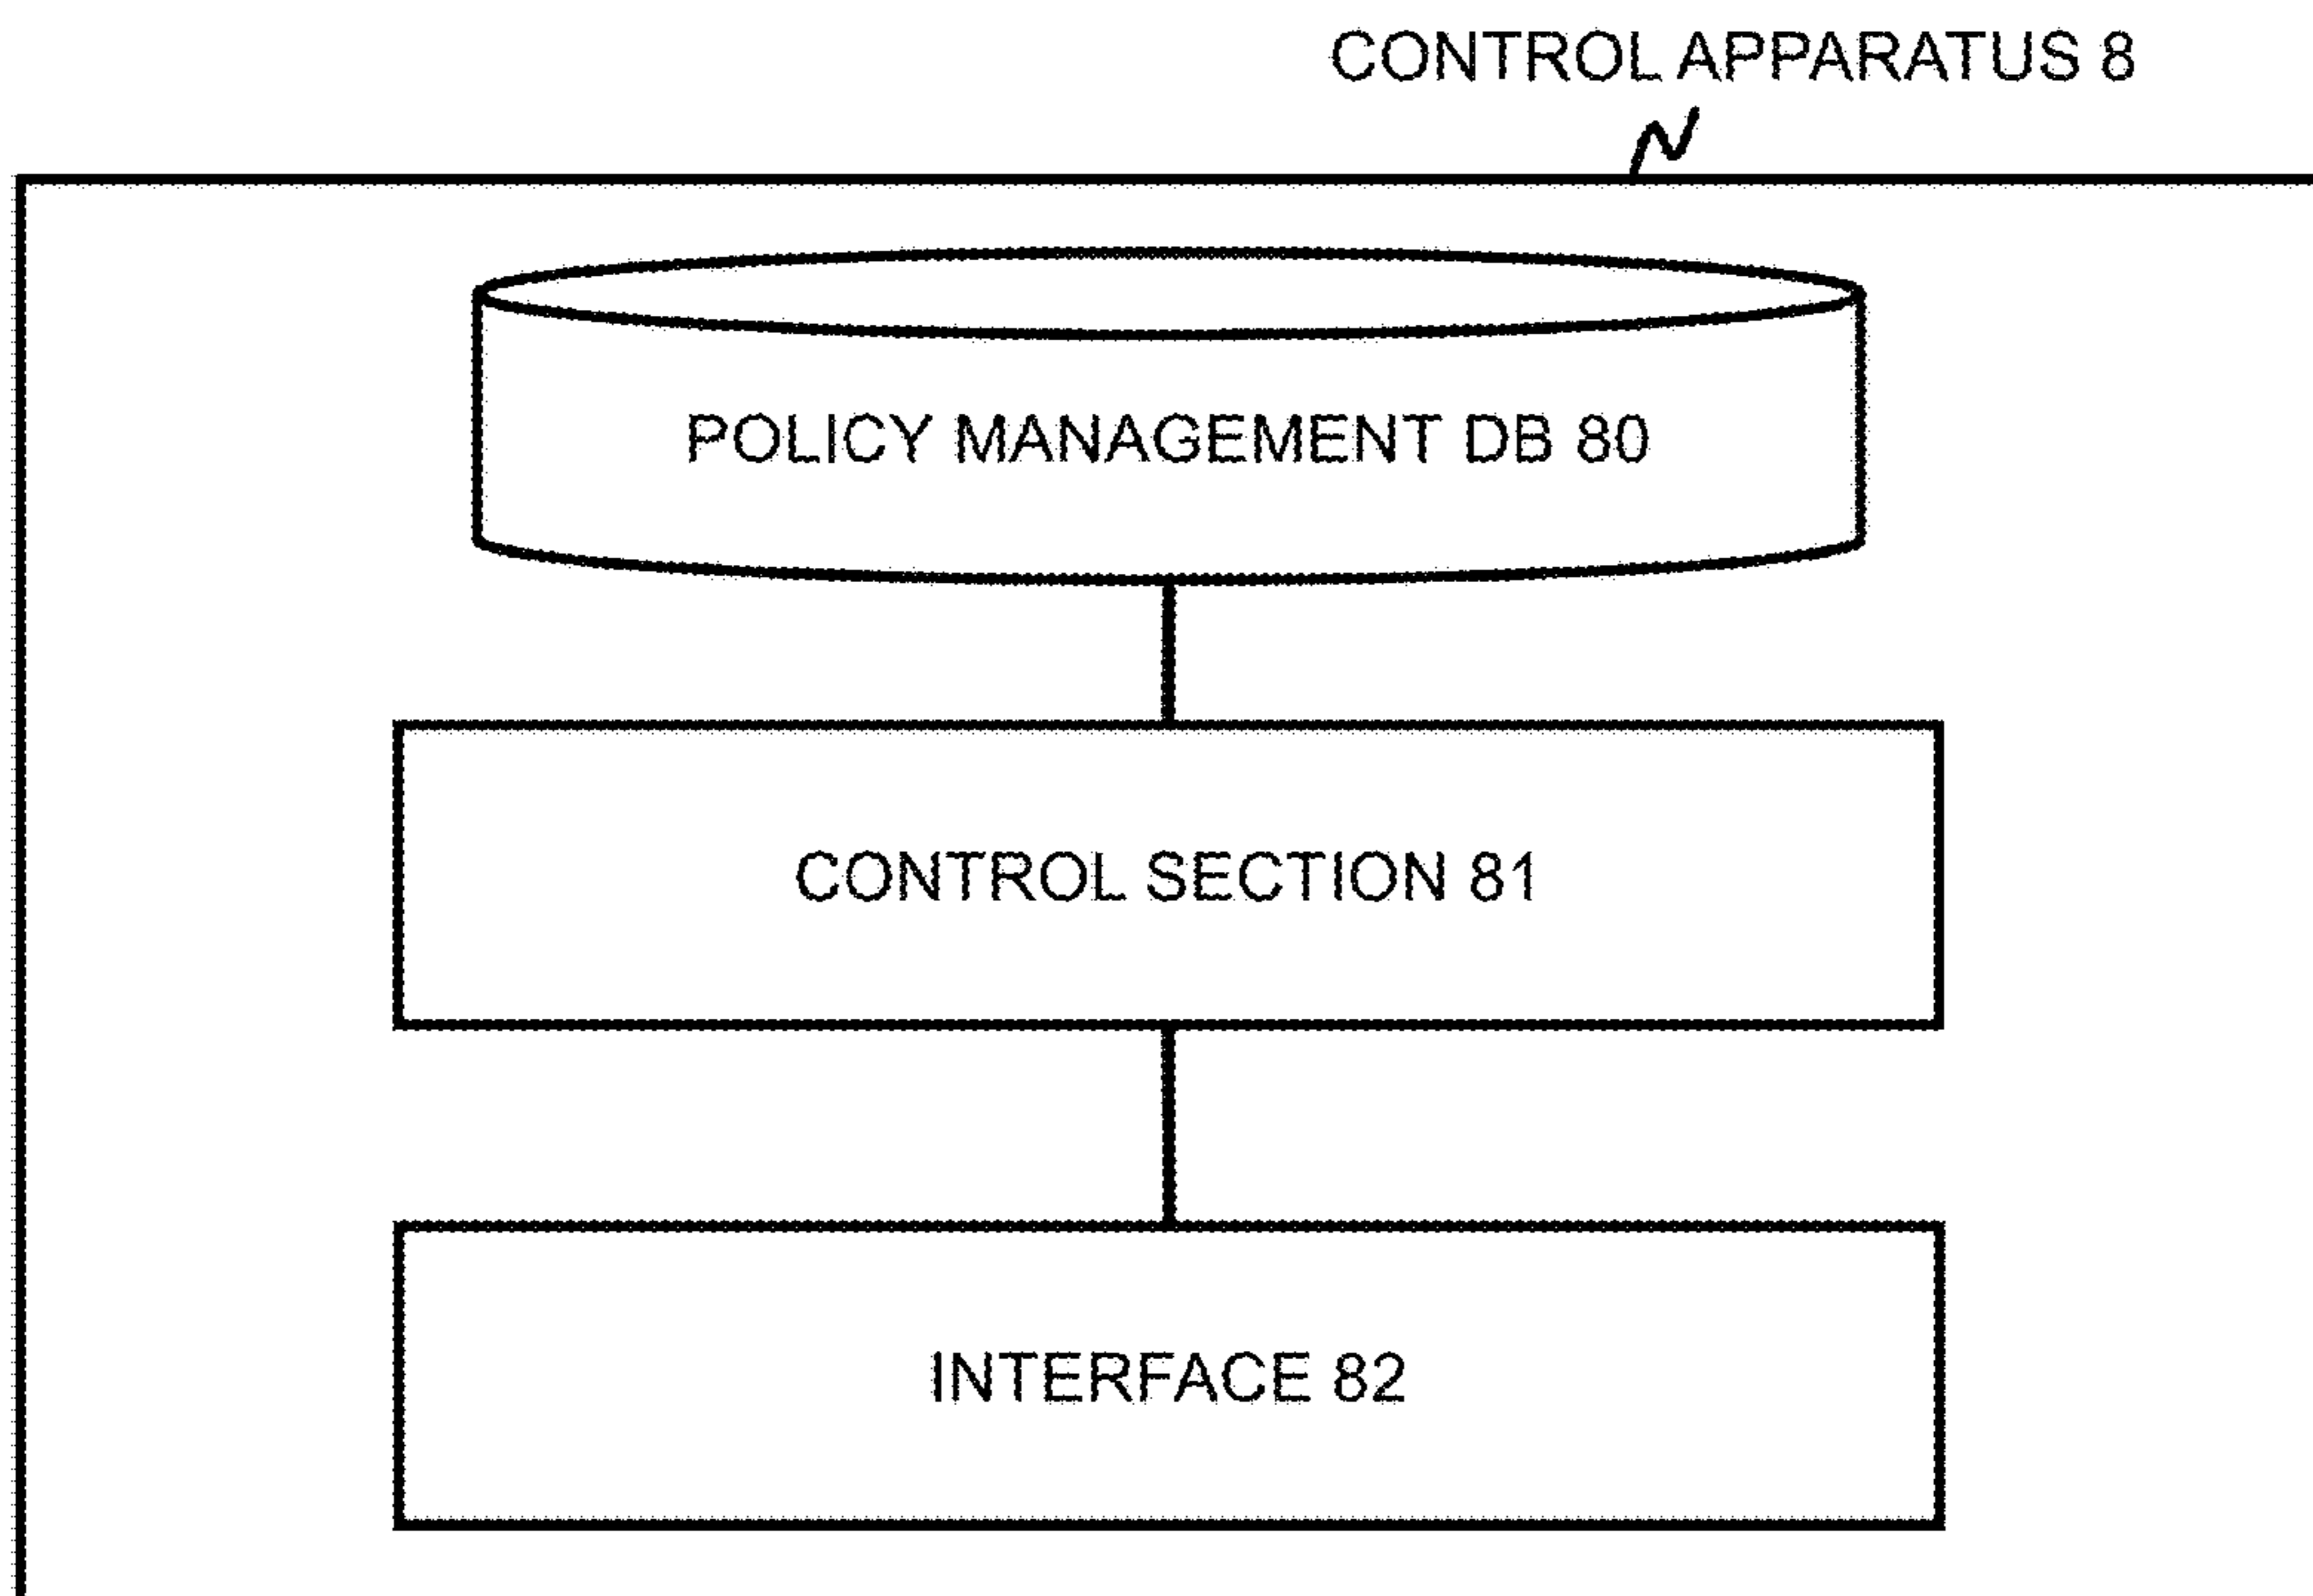 CONTROL APPARATUS 8
POLICY MANAGEMENT DB 80
CONTROL SECTION 81
INTERFACE 82